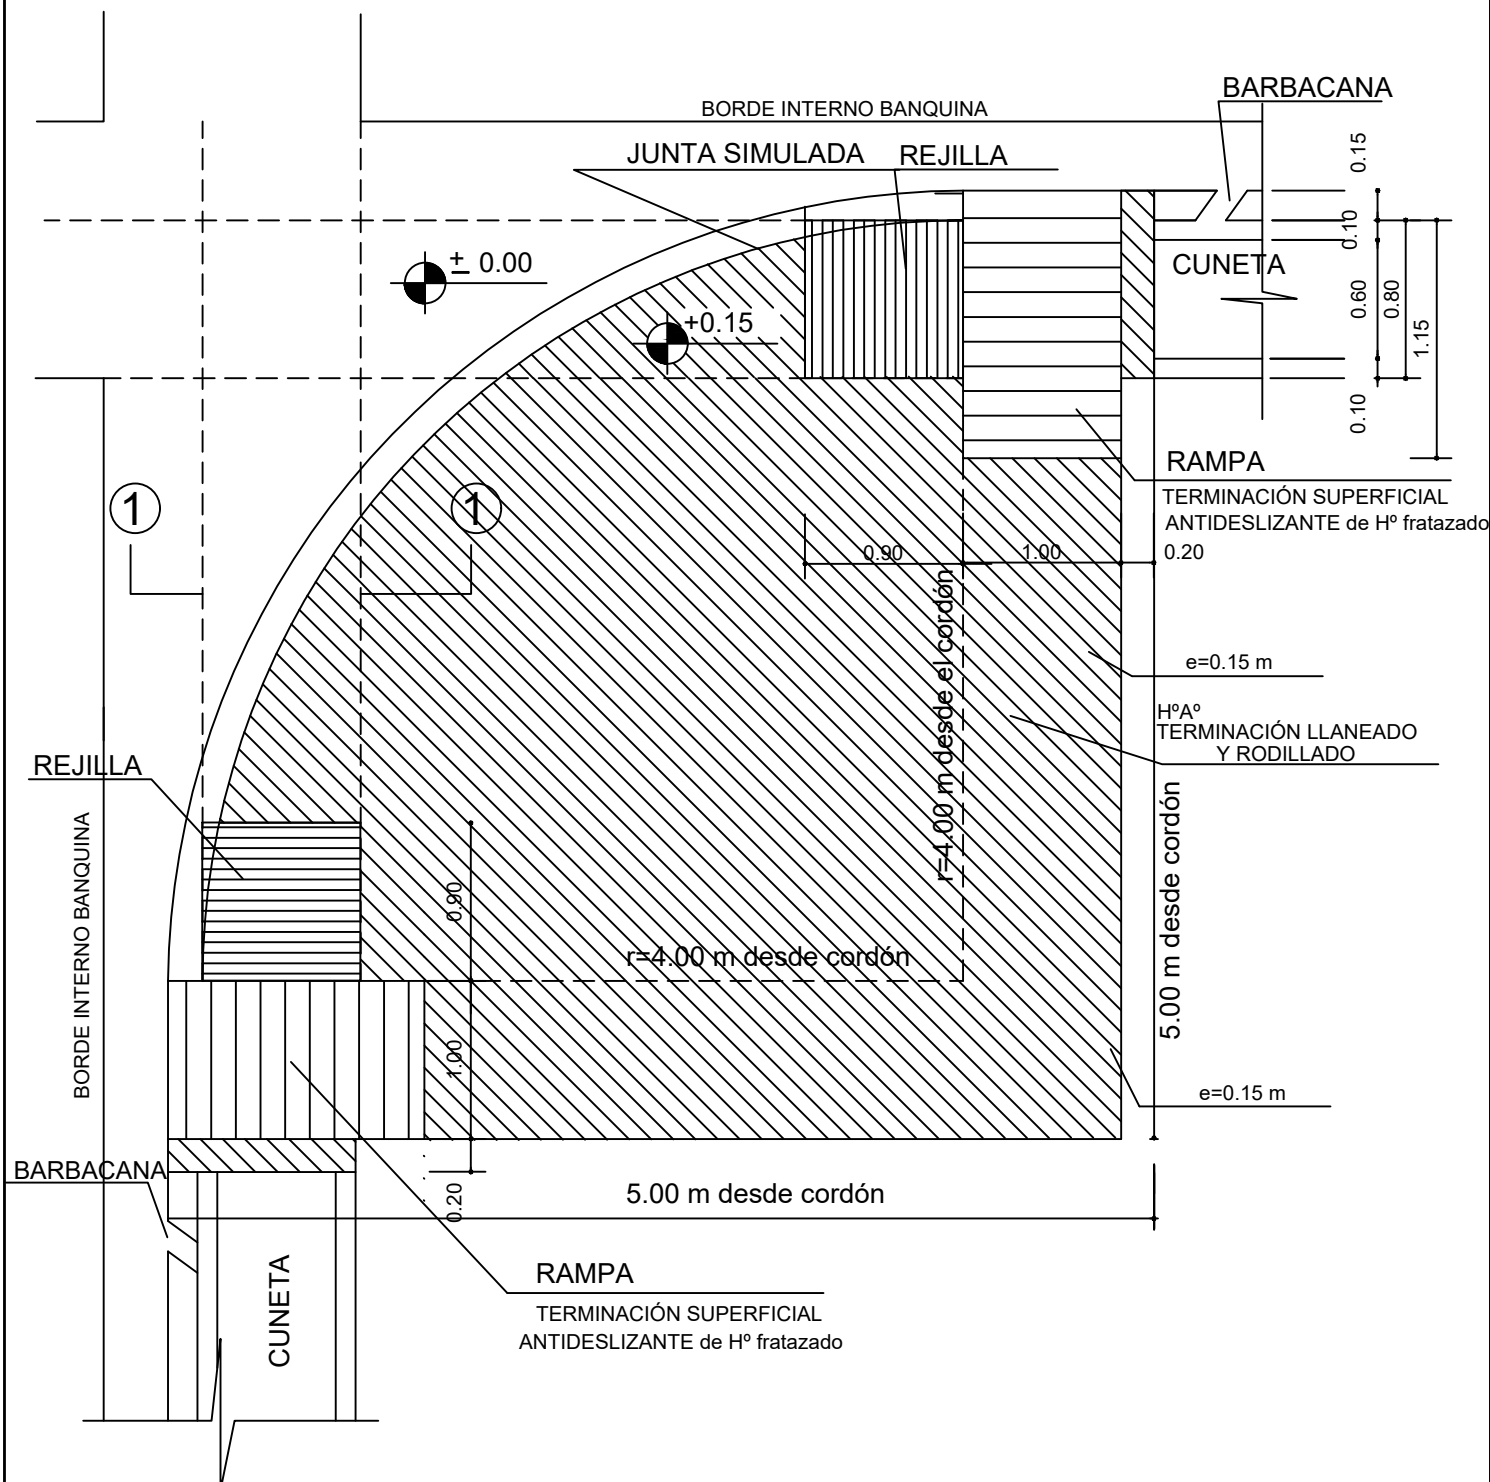 BARBACANA
BORDE INTERNO BANQUINA
JUNTA SIMULADA
REJILLA
0.15
0.10
± 0.00
CUNETA
+0.15
0.60
0.80
1.15
0.10
RAMPA
TERMINACIÓN SUPERFICIAL
ANTIDESLIZANTE de Hº fratazado
1
1
0.90
1.00
0.20
r=4.00 m desde el cordón
e=0.15 m
HºAº
TERMINACIÓN LLANEADO
Y RODILLADO
REJILLA
BORDE INTERNO BANQUINA
0.90
r=4.00 m desde cordón
5.00 m desde cordón
1.00
e=0.15 m
BARBACANA
0.20
5.00 m desde cordón
CUNETA
RAMPA
TERMINACIÓN SUPERFICIAL
ANTIDESLIZANTE de Hº fratazado